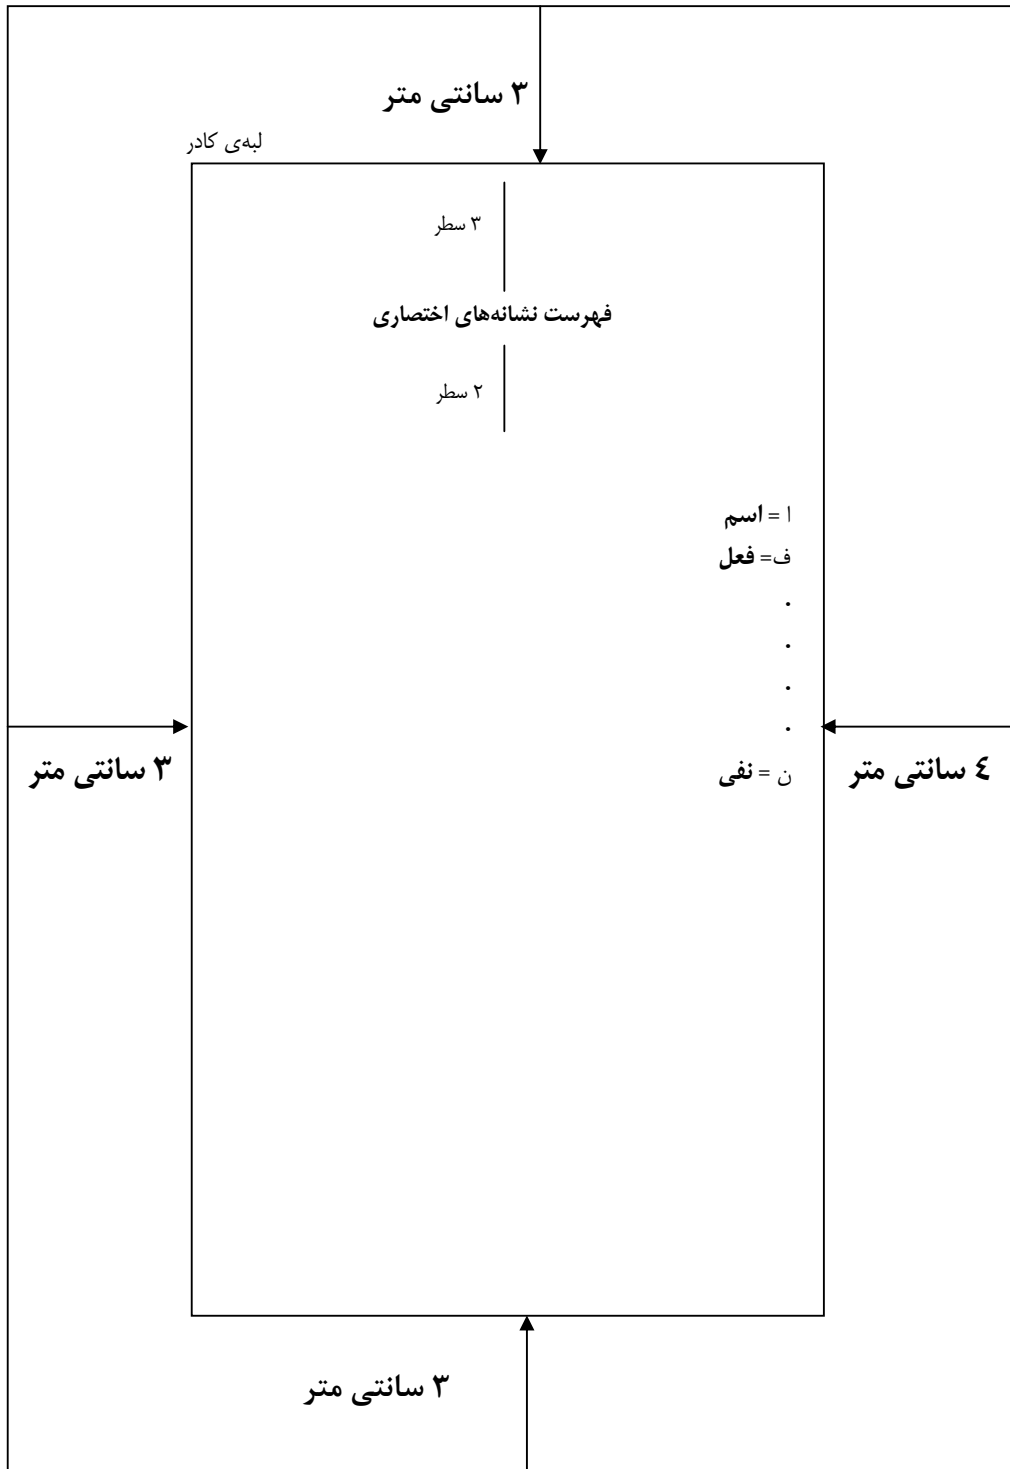 ۳ سانتی متر
لبه‌ی کادر
۳ سطر
فهرست نشانه‌های اختصاری
۲ سطر
ا = اسم
ف= فعل
.
.
.
.
ن = نفی
۴ سانتی متر
۳ سانتی متر
۳ سانتی متر